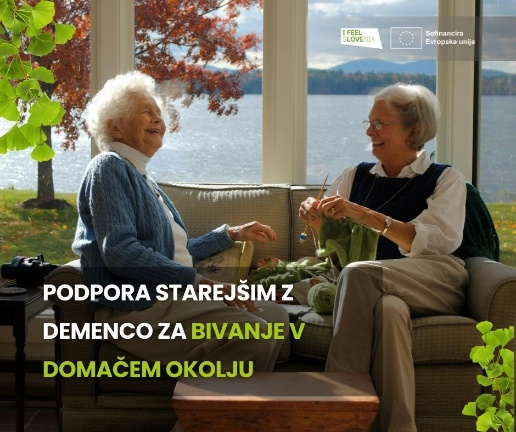 I FEEL
SLOVENIA
Sofinancira
Evropska unija
PODPORA STAREJŠIM Z
DEMENCO ZA BIVANJE V
DOMAČEM OKOLJU